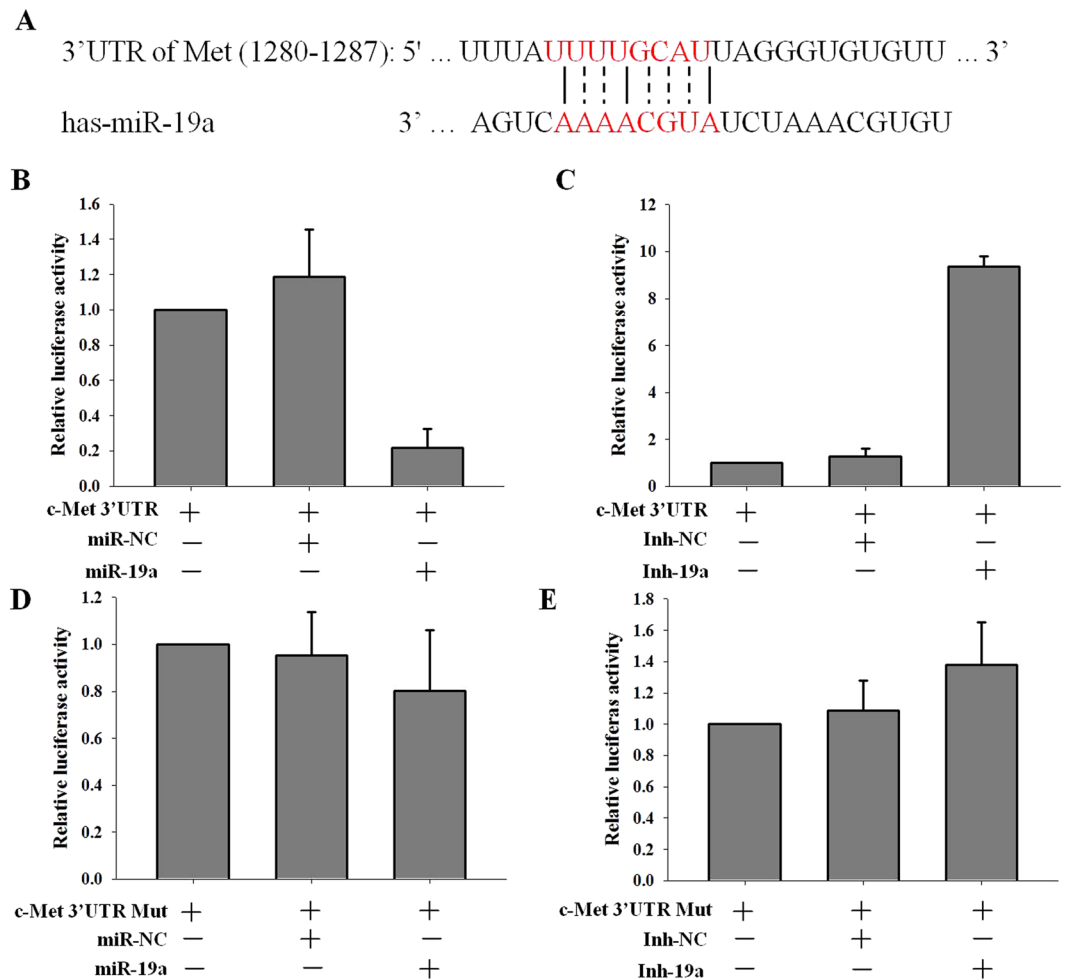 A
3’UTR of Met (1280-1287): 5' ... UUUAUUUUGCAUUAGGGUGUGUU ... 3’
has-miR-19a 3’ ... AGUCAAAACGUAUCUAAACGUGU
B
Relative luciferase activity
1.6
1.4
1.2
1.0
0.8
0.6
0.4
0.2
0.0
c-Met 3’UTR + + +
miR-NC — + —
miR-19a — — +
C
Relative luciferase activity
12
10
8
6
4
2
0
c-Met 3’UTR + + +
Inh-NC — + —
Inh-19a — — +
D
Relative luciferase activity
1.2
1.0
0.8
0.6
0.4
0.2
0.0
c-Met 3’UTR Mut + + +
miR-NC — + —
miR-19a — — +
E
Relative luciferas activity
1.8
1.6
1.4
1.2
1.0
0.8
0.6
0.4
0.2
0.0
c-Met 3’UTR Mut + + +
Inh-NC — + —
Inh-19a — — +